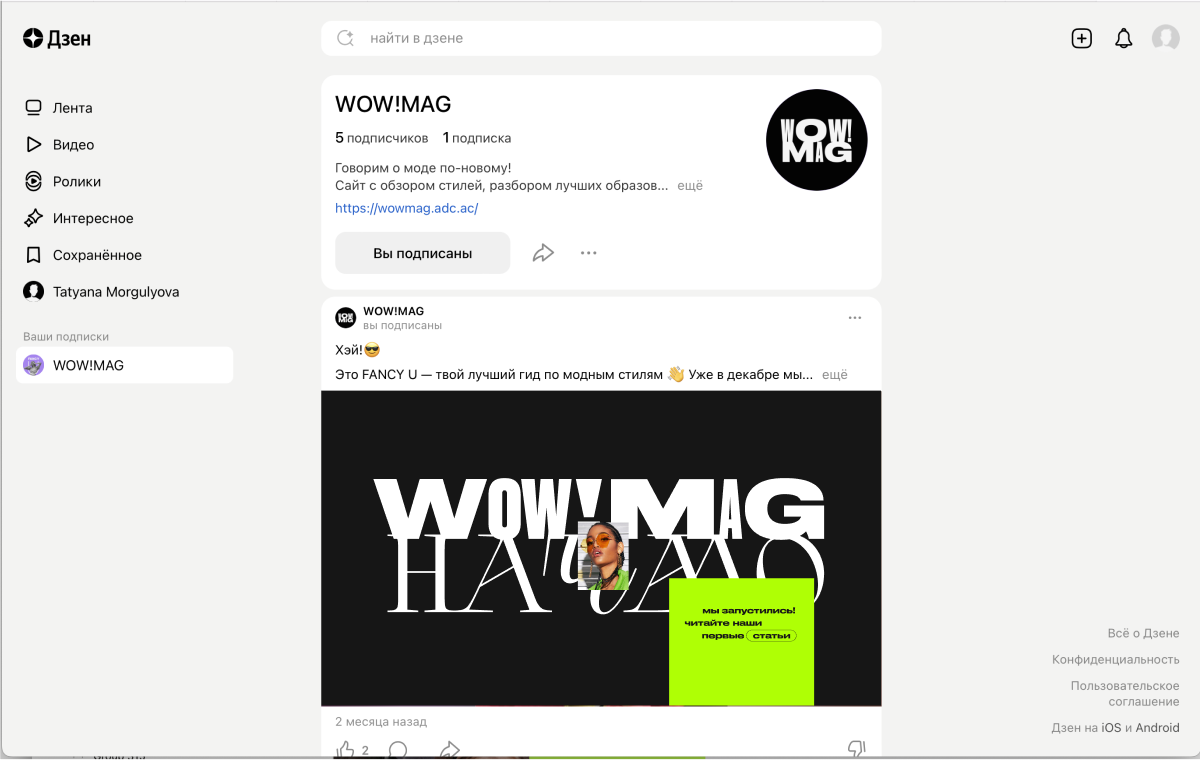 Дзен
найти в дзене
Лента
Видео
Ролики
Интересное
Сохранённое
Tatyana Morgulyova
Ваши подписки
WOW!MAG
WOW!MAG
5 подписчиков 1 подписка
Говорим о моде по-новому!
Сайт с обзором стилей, разбором лучших образов... ещё
https://wowmag.adc.ac/
Вы подписаны
WOW!
MAG
WOW!MAG
вы подписаны
Хэй!😎
Это FANCY U — твой лучший гид по модным стилям 👋 Уже в декабре мы... ещё
WOW!MAG
НАЧАЛО
мы запустились!
читайте наши
первые статьи
2 месяца назад
2
Всё о Дзене
Конфиденциальность
Пользовательское
соглашение
Дзен на iOS и Android